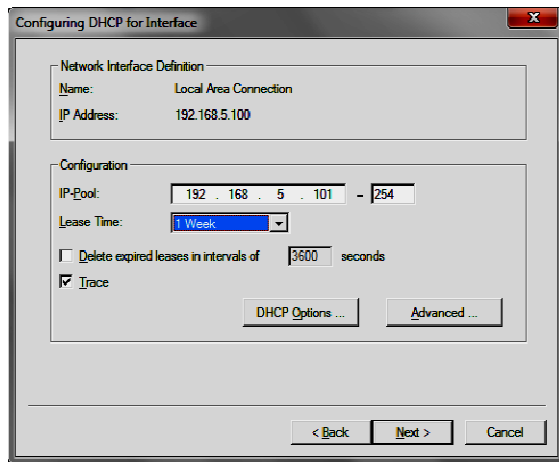 Configuring DHCP for Interface
Network Interface Definition
Name: Local Area Connection
IP Address: 192.168.5.100
Configuration
IP-Pool: 192 . 168 . 5 . 101 - 254
Lease Time: 1 Week
Delete expired leases in intervals of 3600 seconds
Trace
DHCP Options ... Advanced ...
< Back Next > Cancel